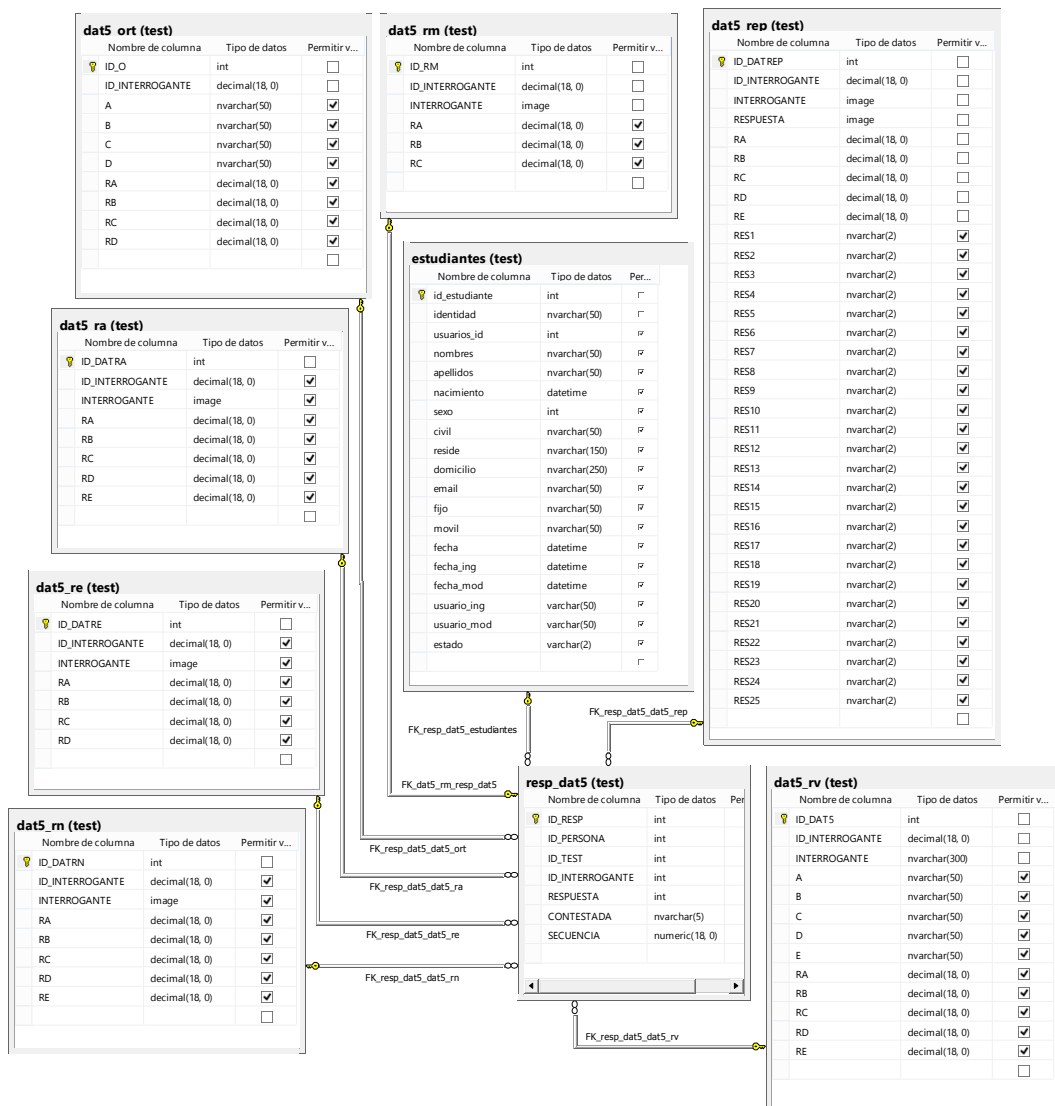 dat5_ort (test)
Nombre de columna Tipo de datos Permitir v...
ID_O int
ID_INTERROGANTE decimal(18, 0)
A nvarchar(50)
B nvarchar(50)
C nvarchar(50)
D nvarchar(50)
RA decimal(18, 0)
RB decimal(18, 0)
RC decimal(18, 0)
RD decimal(18, 0)
dat5_rm (test)
Nombre de columna Tipo de datos Permitir v...
ID_RM int
ID_INTERROGANTE decimal(18, 0)
INTERROGANTE image
RA decimal(18, 0)
RB decimal(18, 0)
RC decimal(18, 0)
dat5_rep (test)
Nombre de columna Tipo de datos Permitir v...
ID_DATREP int
ID_INTERROGANTE decimal(18, 0)
INTERROGANTE image
RESPUESTA image
RA decimal(18, 0)
RB decimal(18, 0)
RC decimal(18, 0)
RD decimal(18, 0)
RE decimal(18, 0)
RES1 nvarchar(2)
RES2 nvarchar(2)
RES3 nvarchar(2)
RES4 nvarchar(2)
RES5 nvarchar(2)
RES6 nvarchar(2)
RES7 nvarchar(2)
RES8 nvarchar(2)
RES9 nvarchar(2)
RES10 nvarchar(2)
RES11 nvarchar(2)
RES12 nvarchar(2)
RES13 nvarchar(2)
RES14 nvarchar(2)
RES15 nvarchar(2)
RES16 nvarchar(2)
RES17 nvarchar(2)
RES18 nvarchar(2)
RES19 nvarchar(2)
RES20 nvarchar(2)
RES21 nvarchar(2)
RES22 nvarchar(2)
RES23 nvarchar(2)
RES24 nvarchar(2)
RES25 nvarchar(2)
estudiantes (test)
Nombre de columna Tipo de datos Per...
id_estudiante int
identidad nvarchar(50)
usuarios_id int
nombres nvarchar(50)
apellidos nvarchar(50)
nacimiento datetime
sexo int
civil nvarchar(50)
reside nvarchar(150)
domicilio nvarchar(250)
email nvarchar(50)
fijo nvarchar(50)
movil nvarchar(50)
fecha datetime
fecha_ing datetime
fecha_mod datetime
usuario_ing varchar(50)
usuario_mod varchar(50)
estado varchar(2)
dat5_ra (test)
Nombre de columna Tipo de datos Permitir v...
ID_DATRA int
ID_INTERROGANTE decimal(18, 0)
INTERROGANTE image
RA decimal(18, 0)
RB decimal(18, 0)
RC decimal(18, 0)
RD decimal(18, 0)
RE decimal(18, 0)
dat5_re (test)
Nombre de columna Tipo de datos Permitir v...
ID_DATRE int
ID_INTERROGANTE decimal(18, 0)
INTERROGANTE image
RA decimal(18, 0)
RB decimal(18, 0)
RC decimal(18, 0)
RD decimal(18, 0)
dat5_rn (test)
Nombre de columna Tipo de datos Permitir v...
ID_DATRN int
ID_INTERROGANTE decimal(18, 0)
INTERROGANTE image
RA decimal(18, 0)
RB decimal(18, 0)
RC decimal(18, 0)
RD decimal(18, 0)
RE decimal(18, 0)
FK_resp_dat5_estudiantes
FK_resp_dat5_dat5_rep
FK_dat5_rm_resp_dat5
FK_resp_dat5_dat5_ort
FK_resp_dat5_dat5_ra
FK_resp_dat5_dat5_re
FK_resp_dat5_dat5_rn
FK_resp_dat5_dat5_rv
resp_dat5 (test)
Nombre de columna Tipo de datos Per
ID_RESP int
ID_PERSONA int
ID_TEST int
ID_INTERROGANTE int
RESPUESTA int
CONTESTADA nvarchar(5)
SECUENCIA numeric(18, 0)
dat5_rv (test)
Nombre de columna Tipo de datos Permitir v...
ID_DAT5 int
ID_INTERROGANTE decimal(18, 0)
INTERROGANTE nvarchar(300)
A nvarchar(50)
B nvarchar(50)
C nvarchar(50)
D nvarchar(50)
E nvarchar(50)
RA decimal(18, 0)
RB decimal(18, 0)
RC decimal(18, 0)
RD decimal(18, 0)
RE decimal(18, 0)